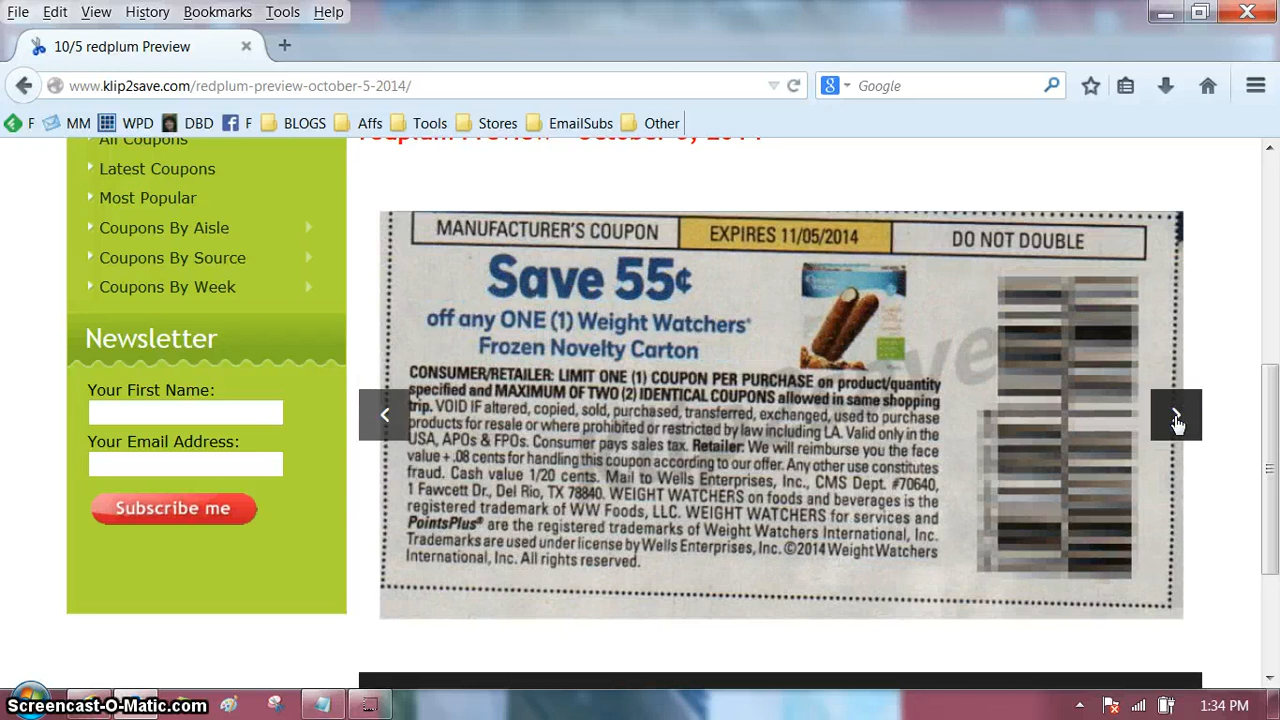 File Edit View History Bookmarks Tools Help
10/5 redplum Preview
www.klip2save.com/redplum-preview-october-5-2014/
Google
F MM WPD DBD F BLOGS Affs Tools Stores EmailSubs Other
All Coupons
Latest Coupons
Most Popular
Coupons By Aisle
Coupons By Source
Coupons By Week
Newsletter
Your First Name:
Your Email Address:
Subscribe me
MANUFACTURER'S COUPON EXPIRES 11/05/2014 DO NOT DOUBLE
Save 55¢
off any ONE (1) Weight Watchers®
Frozen Novelty Carton
CONSUMER/RETAILER: LIMIT ONE (1) COUPON PER PURCHASE on product/quantity
specified and MAXIMUM OF TWO (2) IDENTICAL COUPONS allowed in same shopping
trip. VOID IF altered, copied, sold, purchased, transferred, exchanged, used to purchase
products for resale or where prohibited or restricted by law including LA. Valid only in the
USA, APOs & FPOs. Consumer pays sales tax. Retailer: We will reimburse you the face
value + .08 cents for handling this coupon according to our offer. Any other use constitutes
fraud. Cash value 1/20 cents. Mail to Wells Enterprises, Inc., CMS Dept. #70640,
1 Fawcett Dr., Del Rio, TX 78840. WEIGHT WATCHERS on foods and beverages is the
registered trademark of WW Foods, LLC. WEIGHT WATCHERS for services and
PointsPlus® are the registered trademarks of Weight Watchers International, Inc.
Trademarks are used under license by Wells Enterprises, Inc. ©2014 Weight Watchers
International, Inc. All rights reserved.
Screencast-O-Matic.com
1:34 PM